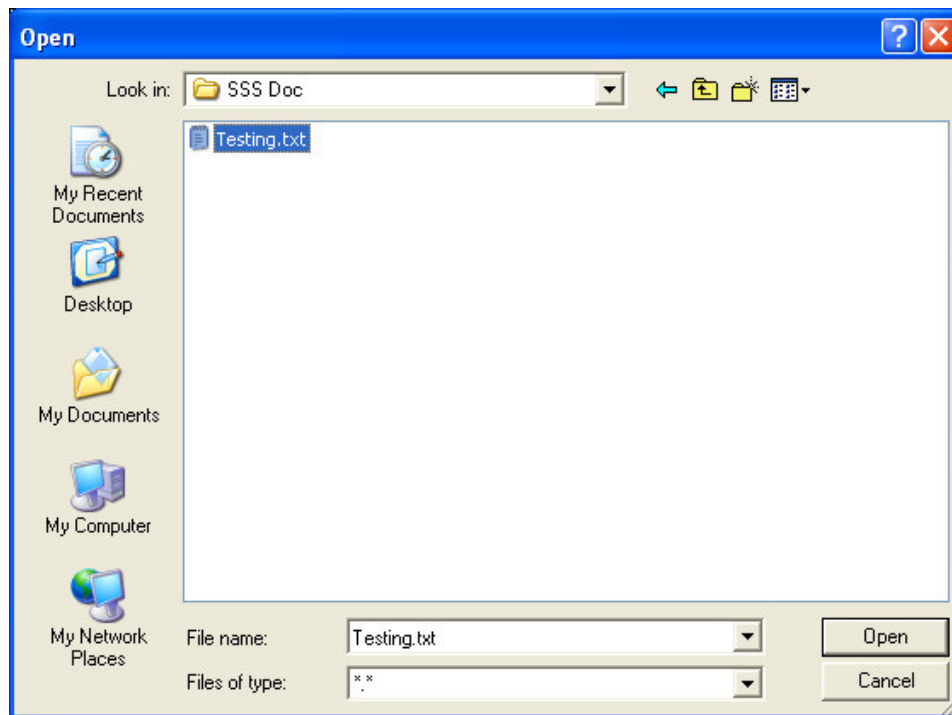 Open
Look in: SSS Doc
Testing.txt
My Recent
Documents
Desktop
My Documents
My Computer
My Network
Places
File name: Testing.txt Open
Files of type: *.* Cancel